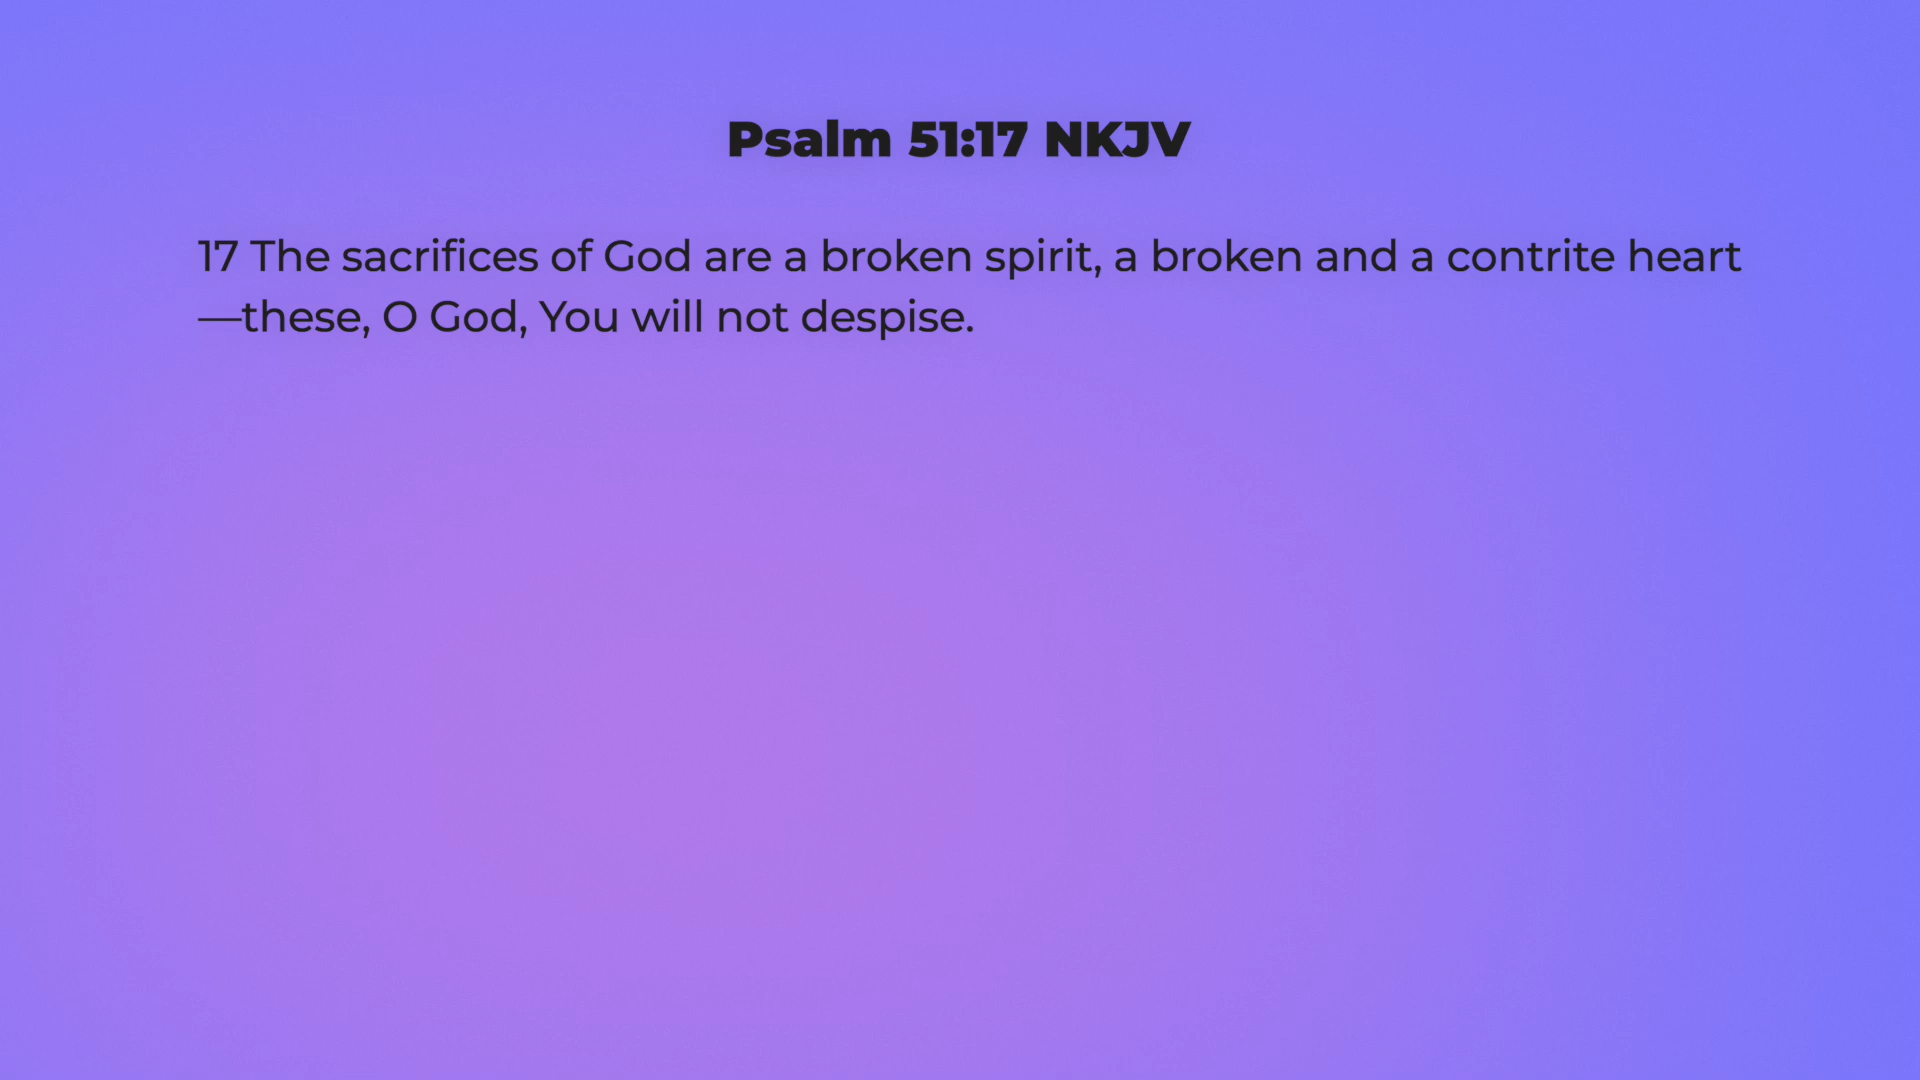 Psalm 51:17 NKJV
17 The sacrifices of God are a broken spirit, a broken and a contrite heart
—these, O God, You will not despise.